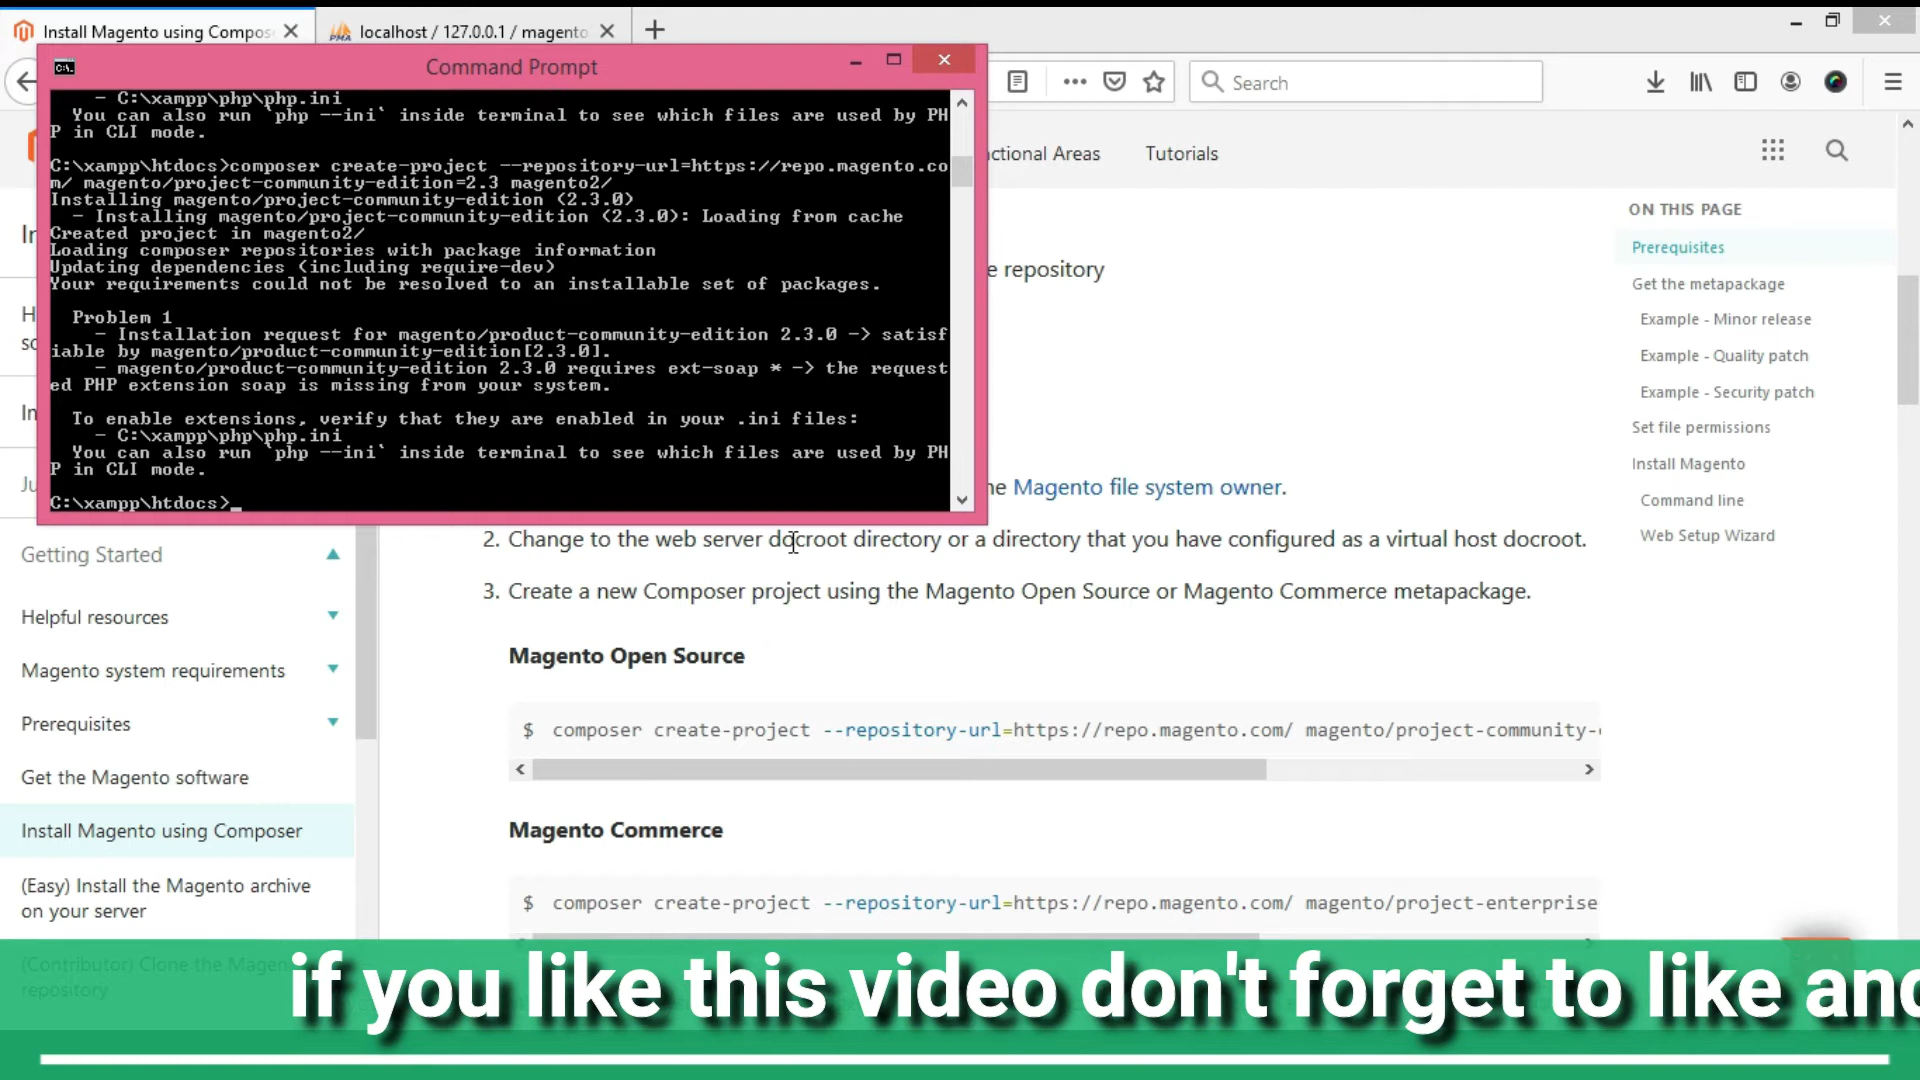 Install Magento using Compos
localhost / 127.0.0.1 / magento
Command Prompt
Search
- C:\xampp\php\php.ini
You can also run `php --ini` inside terminal to see which files are used by PH
P in CLI mode.
C:\xampp\htdocs>composer create-project --repository-url=https://repo.magento.co
m/ magento/project-community-edition=2.3 magento2/
Installing magento/project-community-edition (2.3.0)
- Installing magento/project-community-edition (2.3.0): Loading from cache
Created project in magento2/
Loading composer repositories with package information
Updating dependencies (including require-dev)
Your requirements could not be resolved to an installable set of packages.
Problem 1
- Installation request for magento/product-community-edition 2.3.0 -> satisf
iable by magento/product-community-edition[2.3.0].
- magento/product-community-edition 2.3.0 requires ext-soap * -> the request
ed PHP extension soap is missing from your system.
To enable extensions, verify that they are enabled in your .ini files:
- C:\xampp\php\php.ini
You can also run `php --ini` inside terminal to see which files are used by PH
P in CLI mode.
C:\xampp\htdocs>_
nctional Areas
Tutorials
e repository
ne Magento file system owner.
2. Change to the web server docroot directory or a directory that you have configured as a virtual host docroot.
3. Create a new Composer project using the Magento Open Source or Magento Commerce metapackage.
Magento Open Source
$ composer create-project --repository-url=https://repo.magento.com/ magento/project-community-
Magento Commerce
$ composer create-project --repository-url=https://repo.magento.com/ magento/project-enterprise
ON THIS PAGE
Prerequisites
Get the metapackage
Example - Minor release
Example - Quality patch
Example - Security patch
Set file permissions
Install Magento
Command line
Web Setup Wizard
Getting Started
Helpful resources
Magento system requirements
Prerequisites
Get the Magento software
Install Magento using Composer
(Easy) Install the Magento archive
on your server
(Contributor) Clone the Magen
repository
if you like this video don't forget to like and